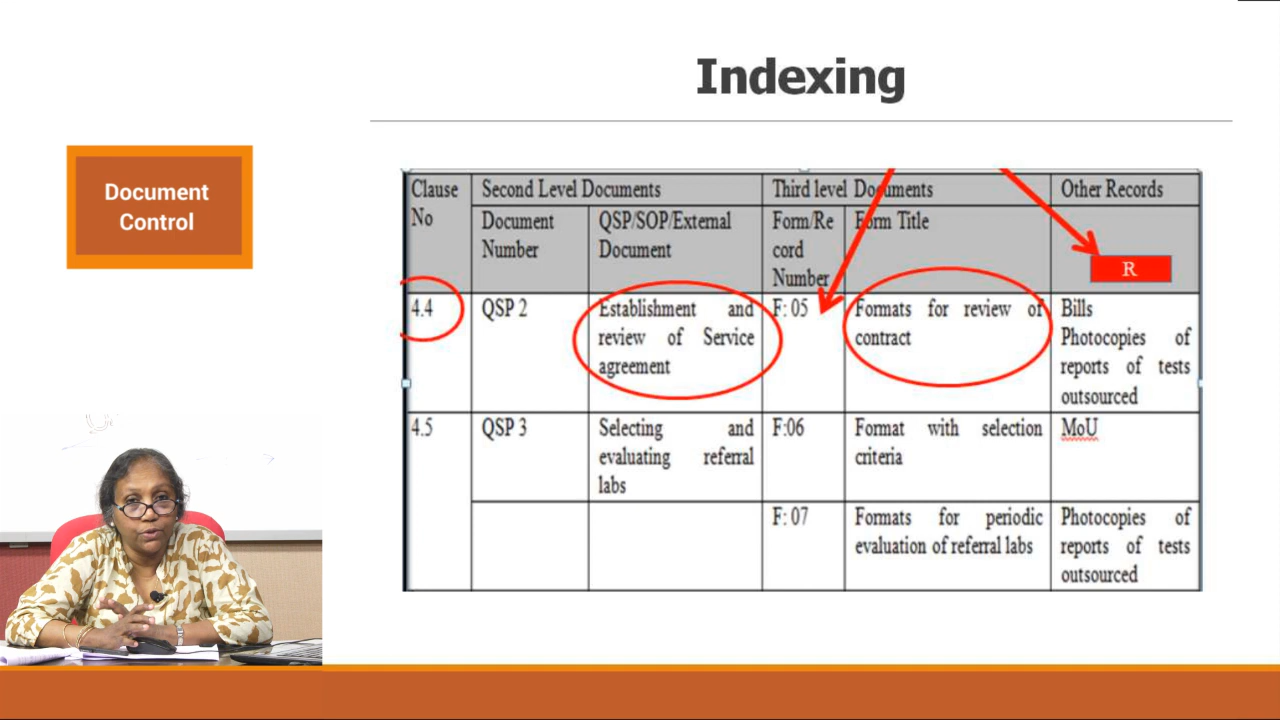 Indexing
Document
Control
Clause
No
Second Level Documents
Third level Documents
Other Records
Document
Number
QSP/SOP/External
Document
Form/Re
cord
Number
Form Title
R
4.4
QSP 2
Establishment and
review of Service
agreement
F: 05
Formats for review of
contract
Bills
Photocopies of
reports of tests
outsourced
4.5
QSP 3
Selecting and
evaluating referral
labs
F:06
Format with selection
criteria
MoU
F: 07
Formats for periodic
evaluation of referral labs
Photocopies of
reports of tests
outsourced